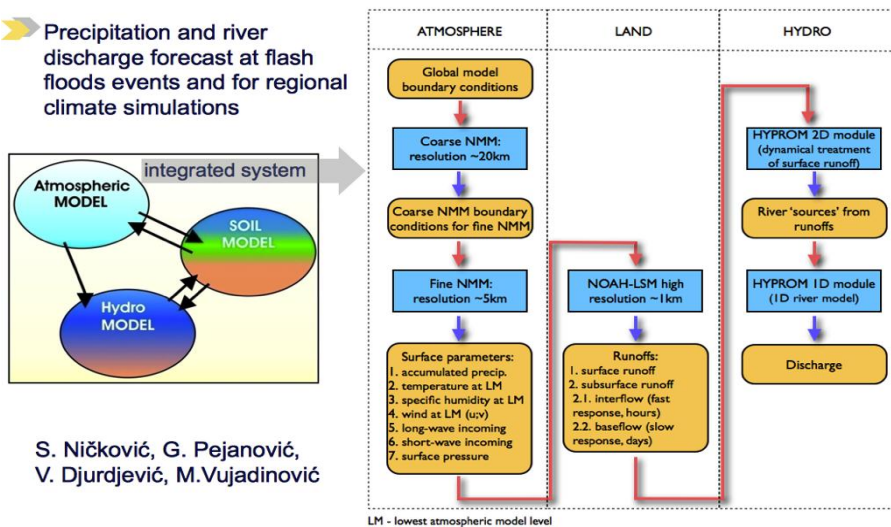 Precipitation and river
discharge forecast at flash
floods events and for regional
climate simulations
integrated system
Atmospheric
MODEL
SOIL
MODEL
Hydro
MODEL
S. Ničković, G. Pejanović,
V. Djurdjević, M.Vujadinović
ATMOSPHERE
Global model
boundary conditions
Coarse NMM:
resolution ~20km
Coarse NMM boundary
conditions for fine NMM
Fine NMM:
resolution ~5km
Surface parameters:
1. accumulated precip.
2. temperature at LM
3. specific humidity at LM
4. wind at LM (u;v)
5. long-wave incoming
6. short-wave incoming
7. surface pressure
LAND
NOAH-LSM high
resolution ~1km
Runoffs:
1. surface runoff
2. subsurface runoff
2.1. interflow (fast
response, hours)
2.2. baseflow (slow
response, days)
HYDRO
HYPROM 2D module
(dynamical treatment
of surface runoff)
River 'sources' from
runoffs
HYPROM 1D module
(1D river model)
Discharge
LM - lowest atmospheric model level